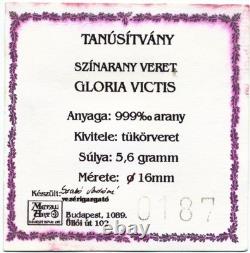 TANÚSÍTVÁNY
SZÍNARANY VERET
GLORIA VICTIS
Anyaga: 999‰ arany
Kivitele: tükörveret
Súlya: 5,6 gramm
Mérete: ϕ 16mm
Készült:
vezérigazgató
Budapest, 1089.
Üllői út 102.
0187